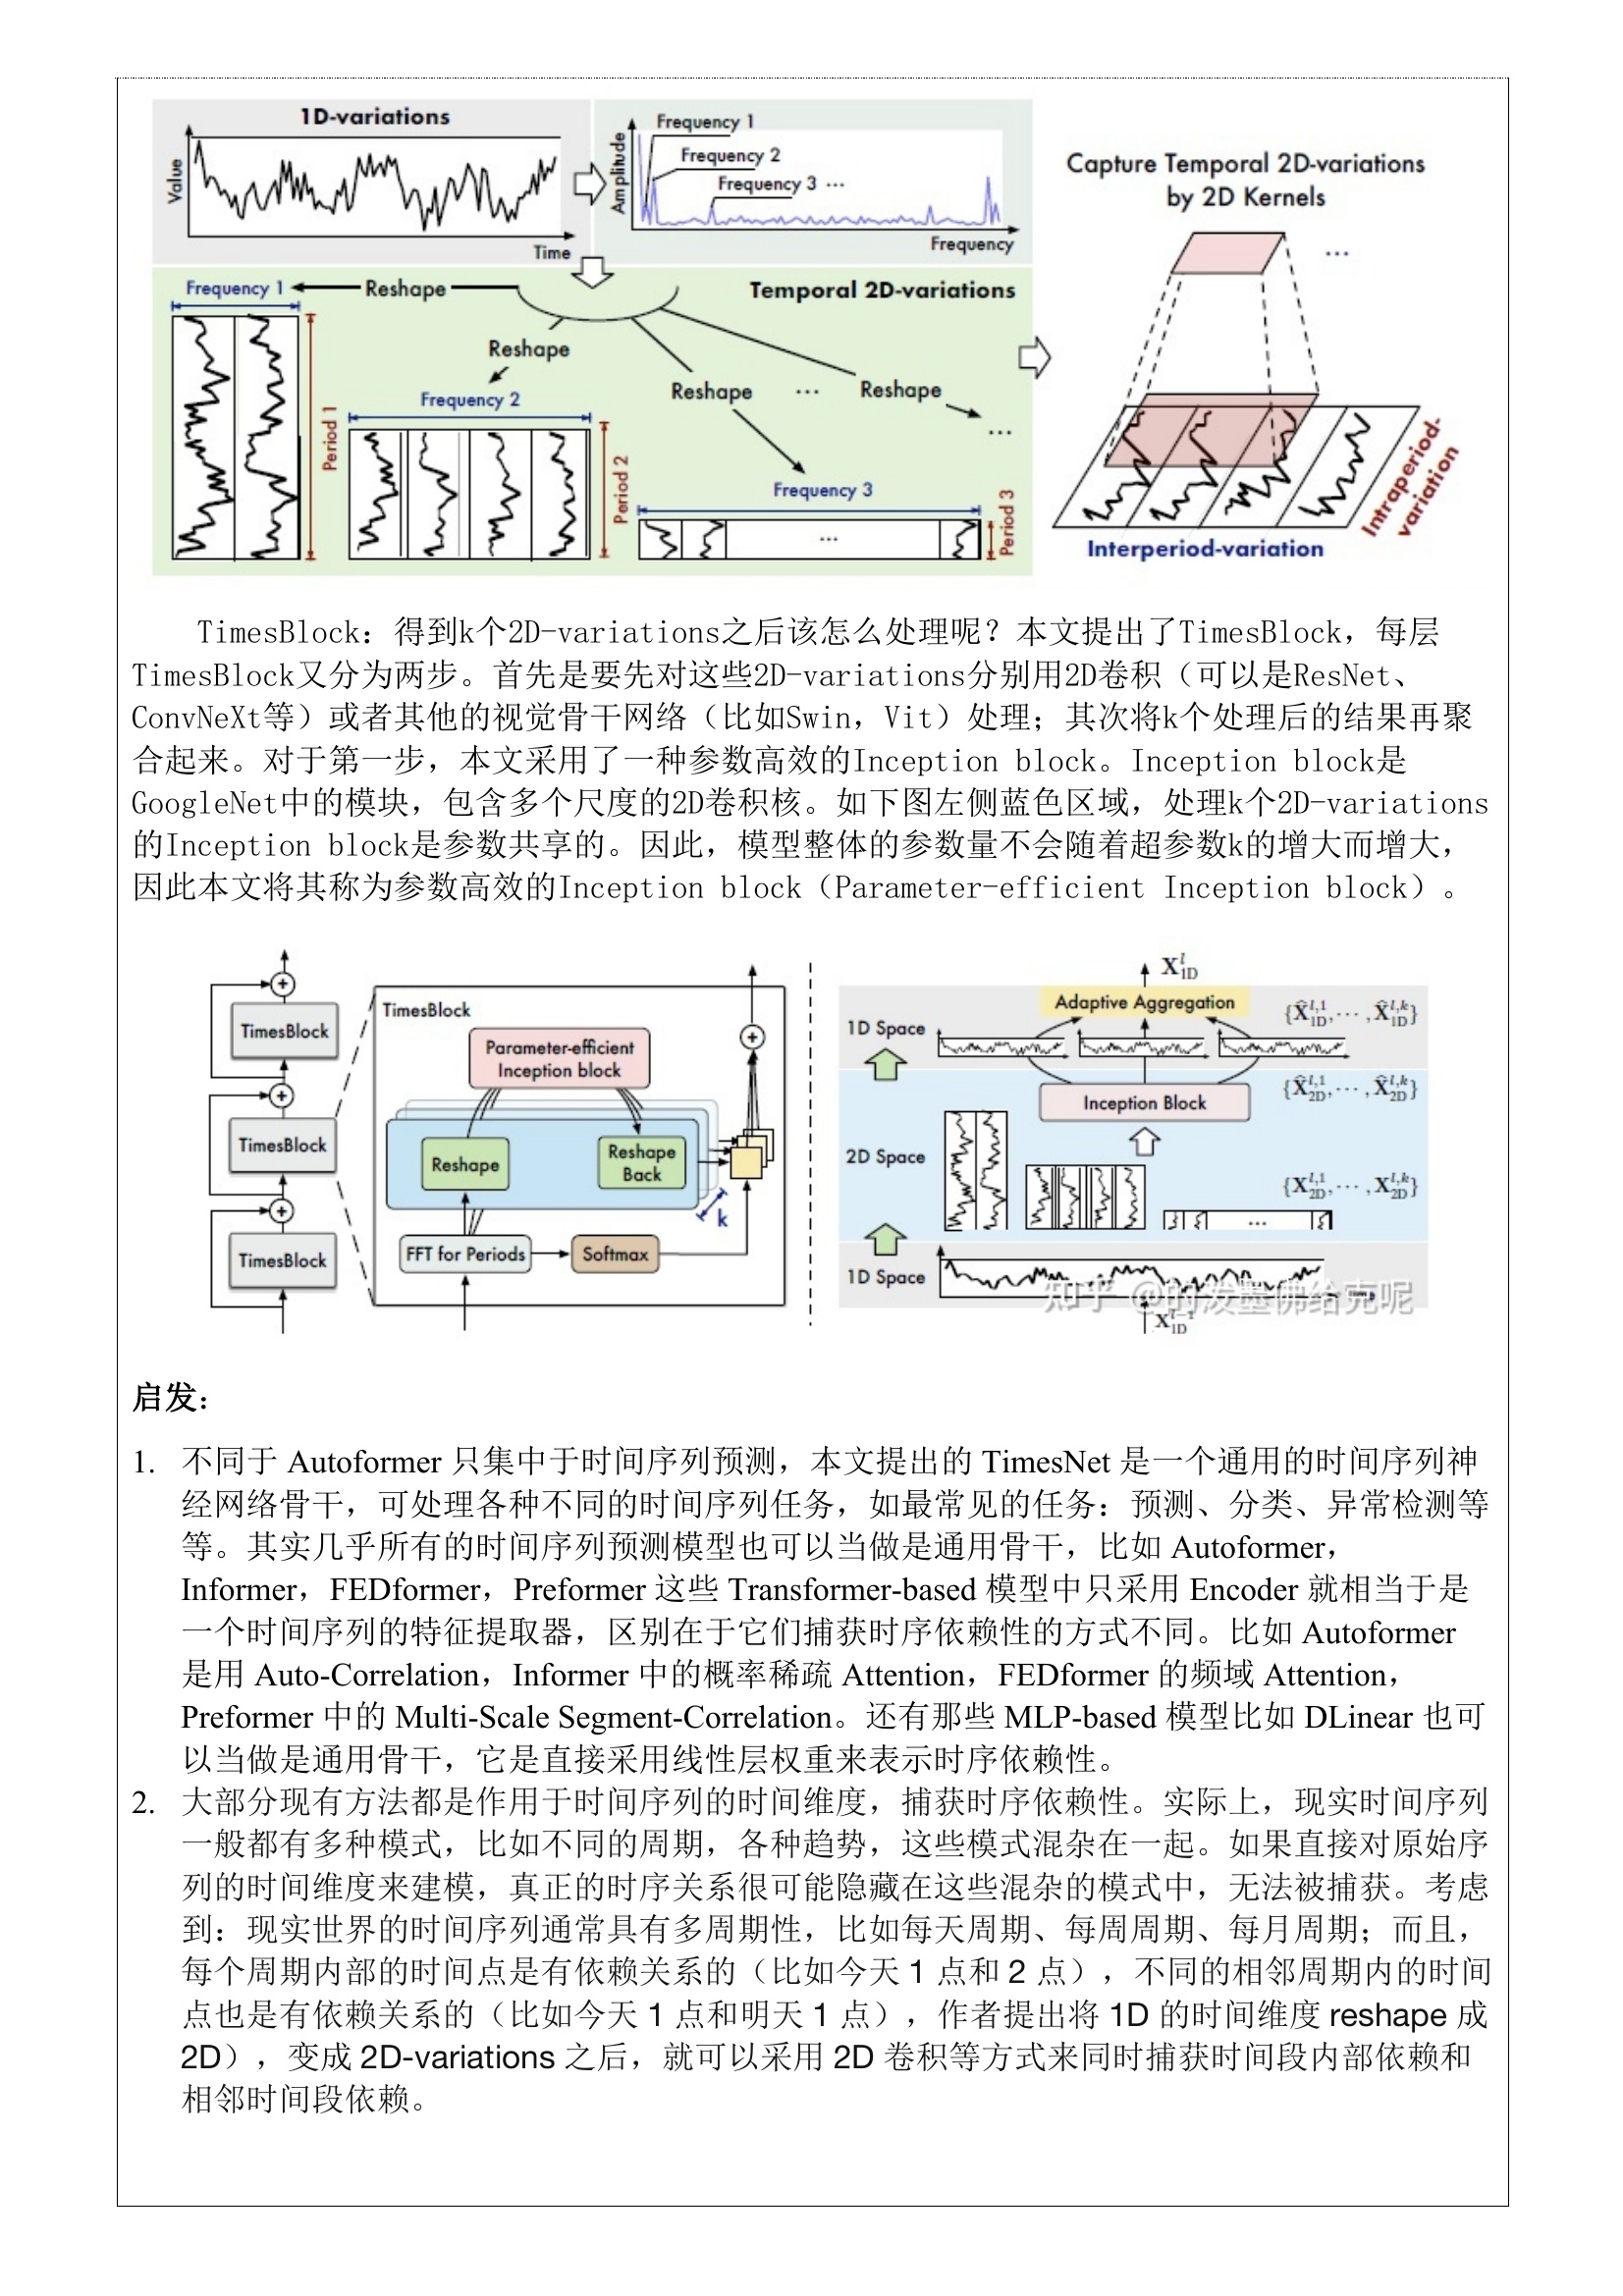 1D-variations
Value
Time
Amplitude
Frequency 1
Frequency 2
Frequency 3 ...
Frequency
Capture Temporal 2D-variations
by 2D Kernels
...
Frequency 1
Reshape
Temporal 2D-variations
Reshape
Frequency 2
Reshape ... Reshape
...
Period 1
Period 2
Frequency 3
Period 3
...
Interperiod-variation
Intraperiod-
variation
TimesBlock：得到k个2D-variations之后该怎么处理呢？本文提出了TimesBlock，每层
TimesBlock又分为两步。首先是要先对这些2D-variations分别用2D卷积（可以是ResNet、
ConvNeXt等）或者其他的视觉骨干网络（比如Swin，Vit）处理；其次将k个处理后的结果再聚
合起来。对于第一步，本文采用了一种参数高效的Inception block。Inception block是
GoogleNet中的模块，包含多个尺度的2D卷积核。如下图左侧蓝色区域，处理k个2D-variations
的Inception block是参数共享的。因此，模型整体的参数量不会随着超参数k的增大而增大，
因此本文将其称为参数高效的Inception block（Parameter-efficient Inception block）。
TimesBlock
TimesBlock
TimesBlock
TimesBlock
Parameter-efficient
Inception block
Reshape
Reshape
Back
k
FFT for Periods
Softmax
X^l_1D
Adaptive Aggregation
1D Space
{X̂^{l,1}_1D, ⋯ , X̂^{l,k}_1D}
Inception Block
{X̂^{l,1}_2D, ⋯ , X̂^{l,k}_2D}
2D Space
{X^{l,1}_2D, ⋯ , X^{l,k}_2D}
...
1D Space
知乎 @的泼墨佛给克呢
X^{l-1}_1D
启发：
1. 不同于 Autoformer 只集中于时间序列预测，本文提出的 TimesNet 是一个通用的时间序列神
经网络骨干，可处理各种不同的时间序列任务，如最常见的任务：预测、分类、异常检测等
等。其实几乎所有的时间序列预测模型也可以当做是通用骨干，比如 Autoformer，
Informer，FEDformer，Preformer 这些 Transformer-based 模型中只采用 Encoder 就相当于是
一个时间序列的特征提取器，区别在于它们捕获时序依赖性的方式不同。比如 Autoformer
是用 Auto-Correlation，Informer 中的概率稀疏 Attention，FEDformer 的频域 Attention，
Preformer 中的 Multi-Scale Segment-Correlation。还有那些 MLP-based 模型比如 DLinear 也可
以当做是通用骨干，它是直接采用线性层权重来表示时序依赖性。
2. 大部分现有方法都是作用于时间序列的时间维度，捕获时序依赖性。实际上，现实时间序列
一般都有多种模式，比如不同的周期，各种趋势，这些模式混杂在一起。如果直接对原始序
列的时间维度来建模，真正的时序关系很可能隐藏在这些混杂的模式中，无法被捕获。考虑
到：现实世界的时间序列通常具有多周期性，比如每天周期、每周周期、每月周期；而且，
每个周期内部的时间点是有依赖关系的（比如今天 1 点和 2 点），不同的相邻周期内的时间
点也是有依赖关系的（比如今天 1 点和明天 1 点），作者提出将 1D 的时间维度 reshape 成
2D），变成 2D-variations 之后，就可以采用 2D 卷积等方式来同时捕获时间段内部依赖和
相邻时间段依赖。